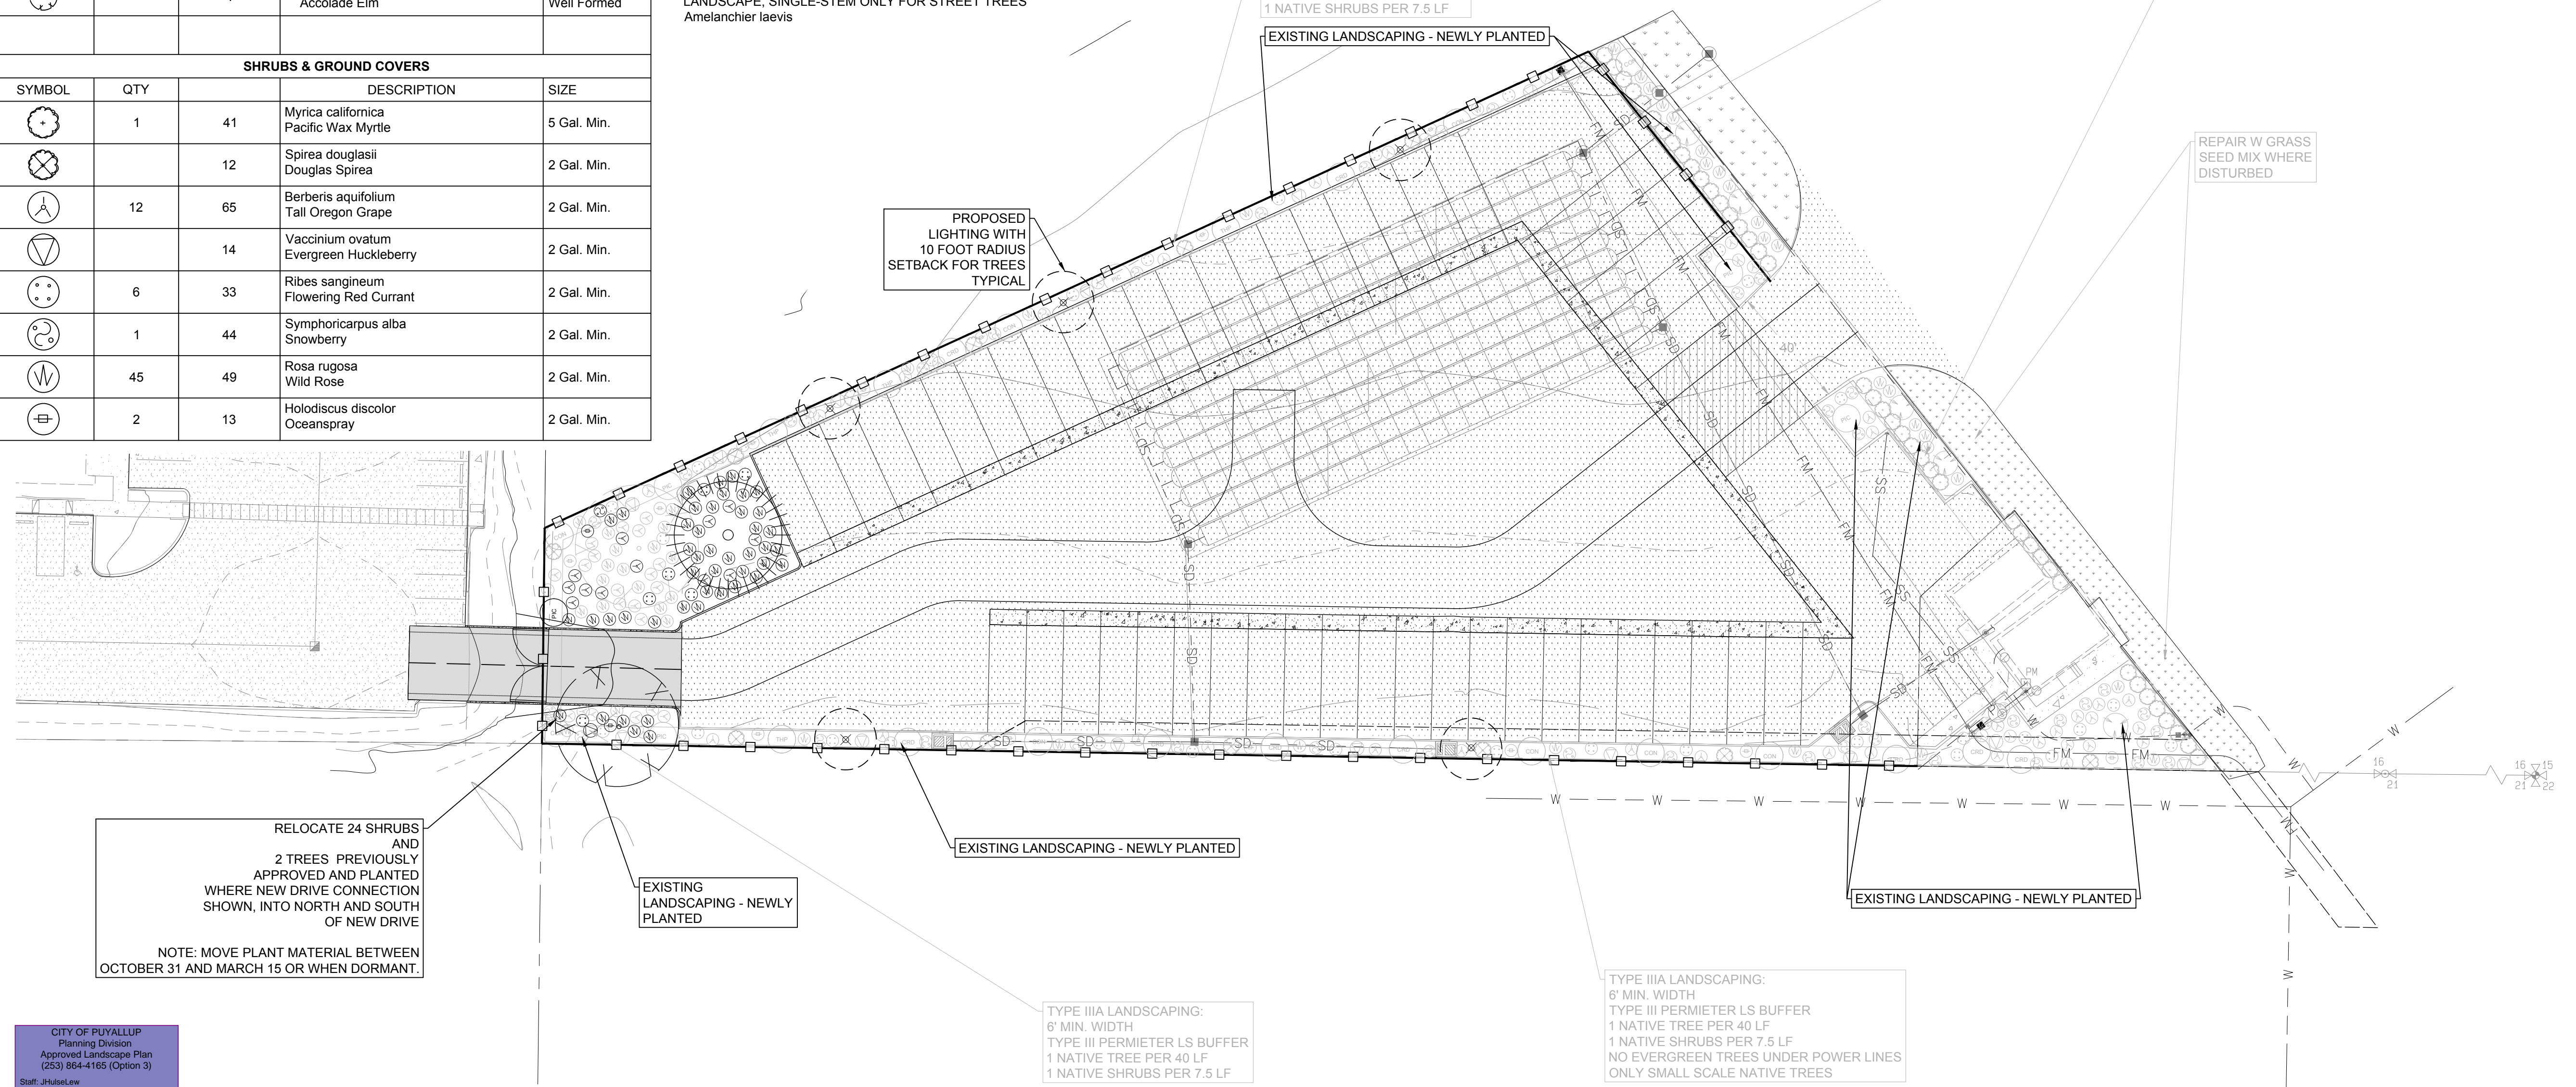 Accolade Elm
Well Formed
LANDSCAPE, SINGLE-STEM ONLY FOR STREET TREES
Amelanchier laevis
1 NATIVE SHRUBS PER 7.5 LF
EXISTING LANDSCAPING - NEWLY PLANTED
SHRUBS & GROUND COVERS
SYMBOL QTY DESCRIPTION SIZE
1 41 Myrica californica
Pacific Wax Myrtle
5 Gal. Min.
12 Spirea douglasii
Douglas Spirea
2 Gal. Min.
12 65 Berberis aquifolium
Tall Oregon Grape
2 Gal. Min.
14 Vaccinium ovatum
Evergreen Huckleberry
2 Gal. Min.
6 33 Ribes sangineum
Flowering Red Currant
2 Gal. Min.
1 44 Symphoricarpus alba
Snowberry
2 Gal. Min.
45 49 Rosa rugosa
Wild Rose
2 Gal. Min.
2 13 Holodiscus discolor
Oceanspray
2 Gal. Min.
REPAIR W GRASS
SEED MIX WHERE
DISTURBED
PROPOSED
LIGHTING WITH
10 FOOT RADIUS
SETBACK FOR TREES
TYPICAL
40'
PM
16
21
16 15
21 22
RELOCATE 24 SHRUBS
AND
2 TREES PREVIOUSLY
APPROVED AND PLANTED
WHERE NEW DRIVE CONNECTION
SHOWN, INTO NORTH AND SOUTH
OF NEW DRIVE
NOTE: MOVE PLANT MATERIAL BETWEEN
OCTOBER 31 AND MARCH 15 OR WHEN DORMANT.
EXISTING
LANDSCAPING - NEWLY
PLANTED
EXISTING LANDSCAPING - NEWLY PLANTED
EXISTING LANDSCAPING - NEWLY PLANTED
TYPE IIIA LANDSCAPING:
6' MIN. WIDTH
TYPE III PERMIETER LS BUFFER
1 NATIVE TREE PER 40 LF
1 NATIVE SHRUBS PER 7.5 LF
TYPE IIIA LANDSCAPING:
6' MIN. WIDTH
TYPE III PERMIETER LS BUFFER
1 NATIVE TREE PER 40 LF
1 NATIVE SHRUBS PER 7.5 LF
NO EVERGREEN TREES UNDER POWER LINES
ONLY SMALL SCALE NATIVE TREES
CITY OF PUYALLUP
Planning Division
Approved Landscape Plan
(253) 864-4165 (Option 3)
Staff: JHulseLew